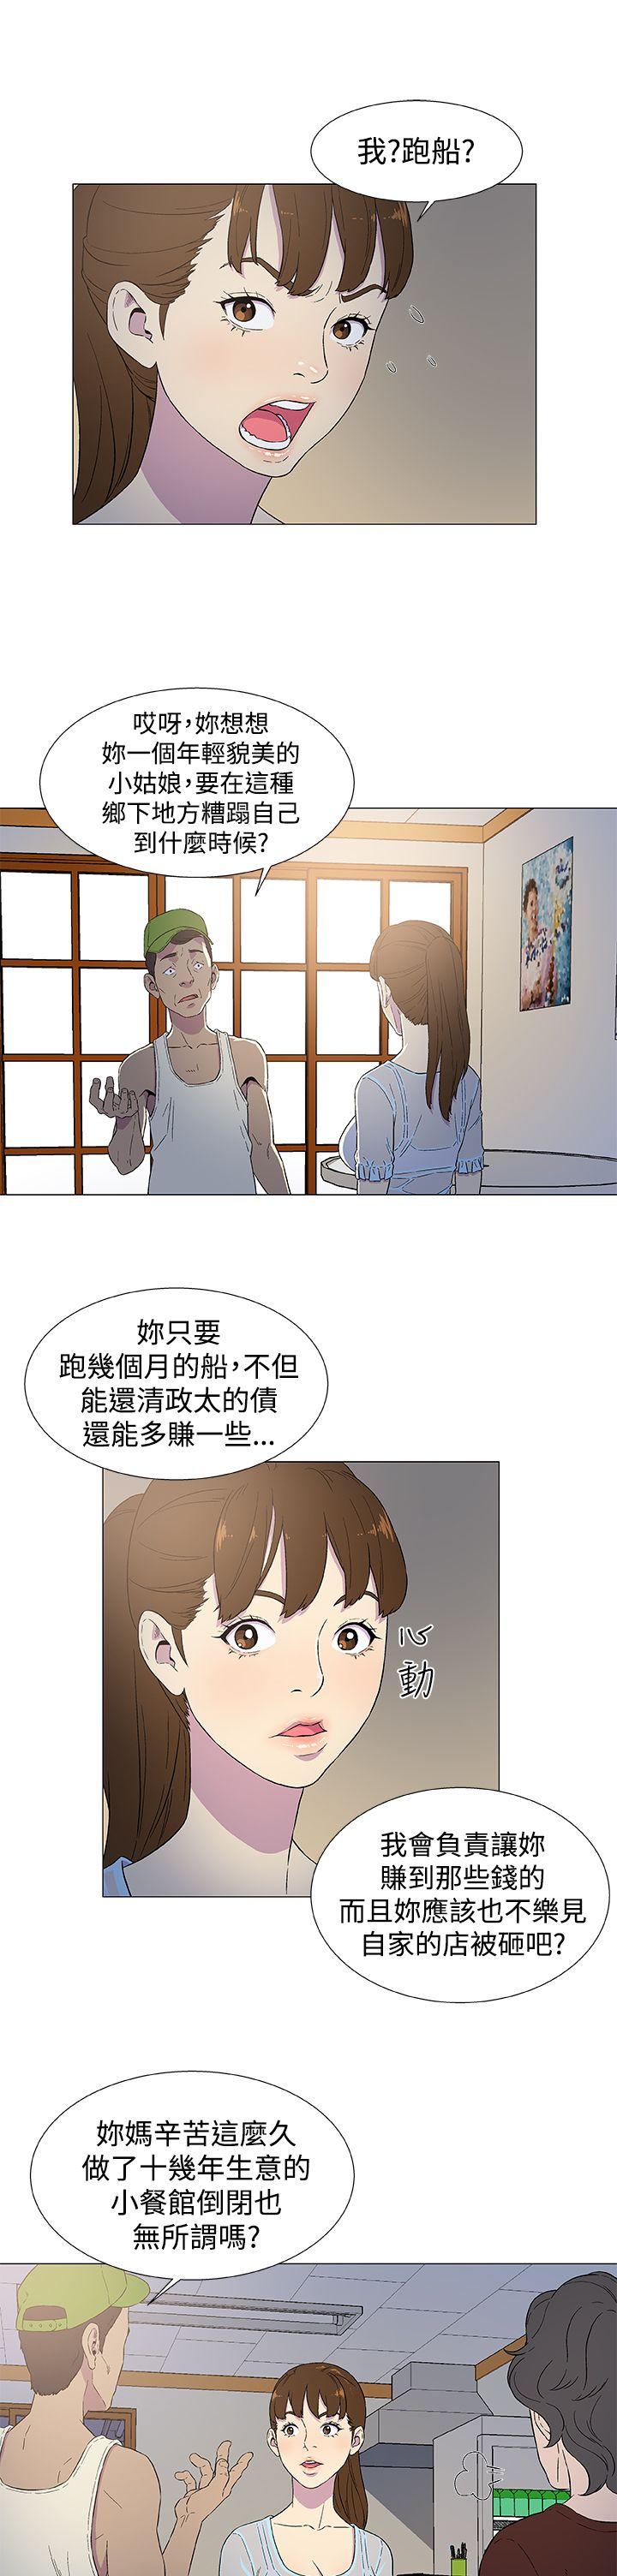 我?跑船?
哎呀,妳想想
妳一個年輕貌美的
小姑娘,要在這種
鄉下地方糟蹋自己
到什麼時候?
妳只要
跑幾個月的船,不但
能還清政太的債
還能多賺一些...
心
動
我會負責讓妳
賺到那些錢的
而且妳應該也不樂見
自家的店被砸吧?
妳媽辛苦這麼久
做了十幾年生意的
小餐館倒閉也
無所謂嗎?